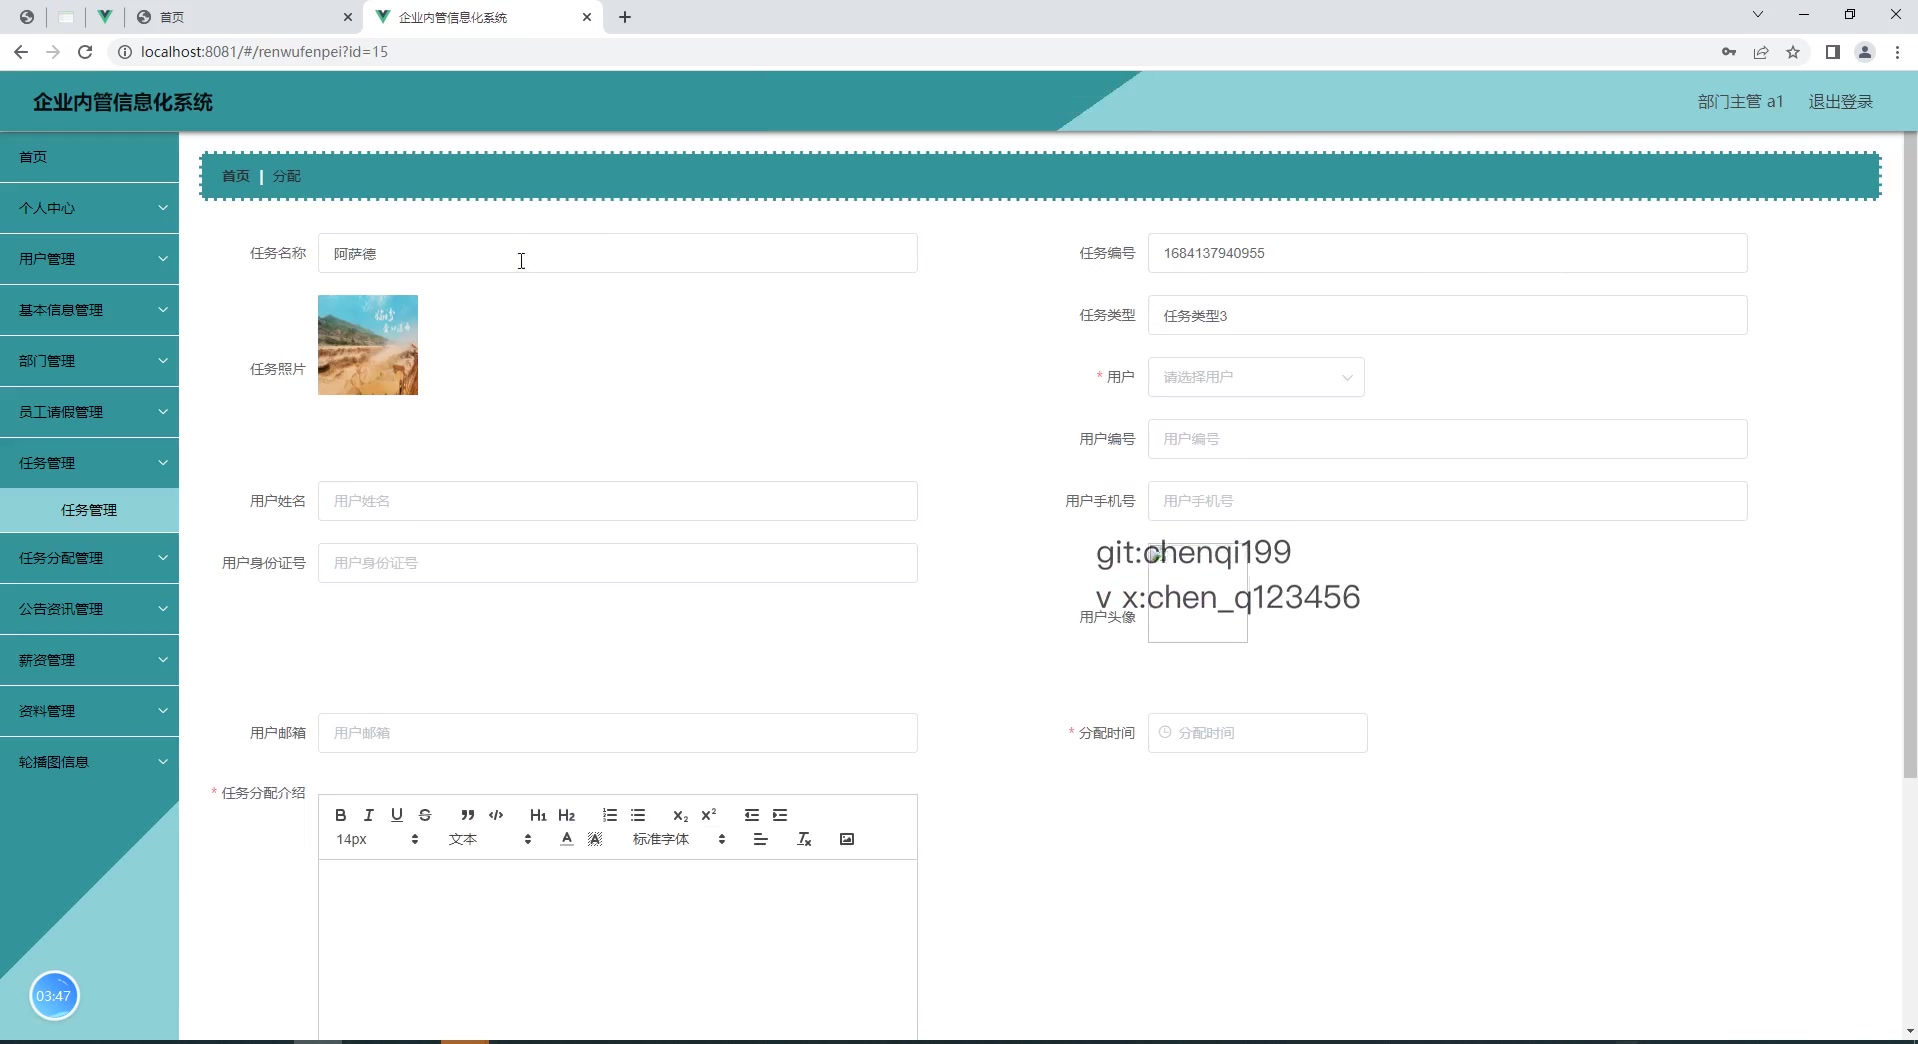 首页
企业内管信息化系统
localhost:8081/#/renwufenpei?id=15
企业内管信息化系统
部门主管 a1
退出登录
首页
个人中心
用户管理
基本信息管理
部门管理
员工请假管理
任务管理
任务管理
任务分配管理
公告资讯管理
薪资管理
资料管理
轮播图信息
03:47
首页 | 分配
任务名称 阿萨德
任务编号 1684137940955
任务照片
任务类型 任务类型3
* 用户 请选择用户
用户编号 用户编号
用户姓名 用户姓名
用户手机号 用户手机号
用户身份证号 用户身份证号
git:chenqi199
v x:chen_q123456
用户头像
用户邮箱 用户邮箱
* 分配时间 分配时间
* 任务分配介绍
B I U S H1 H2 X2 X2
14px 文本 A A 标准字体